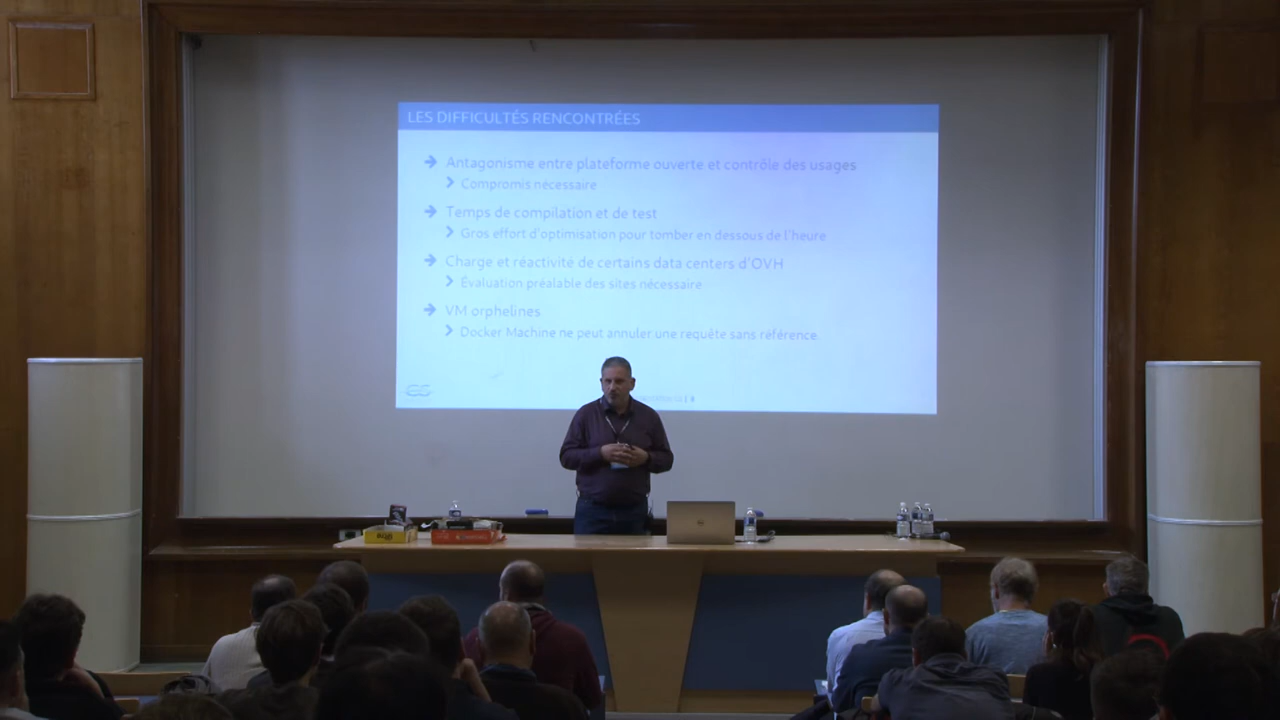 LES DIFFICULTÉS RENCONTRÉES
Antagonisme entre plateforme ouverte et contrôle des usages
Compromis nécessaire
Temps de compilation et de test
Gros effort d'optimisation pour tomber en dessous de l'heure
Charge et réactivité de certains data centers d'OVH
Évaluation préalable des sites nécessaire
VM orphelines
Docker Machine ne peut annuler une requête sans référence